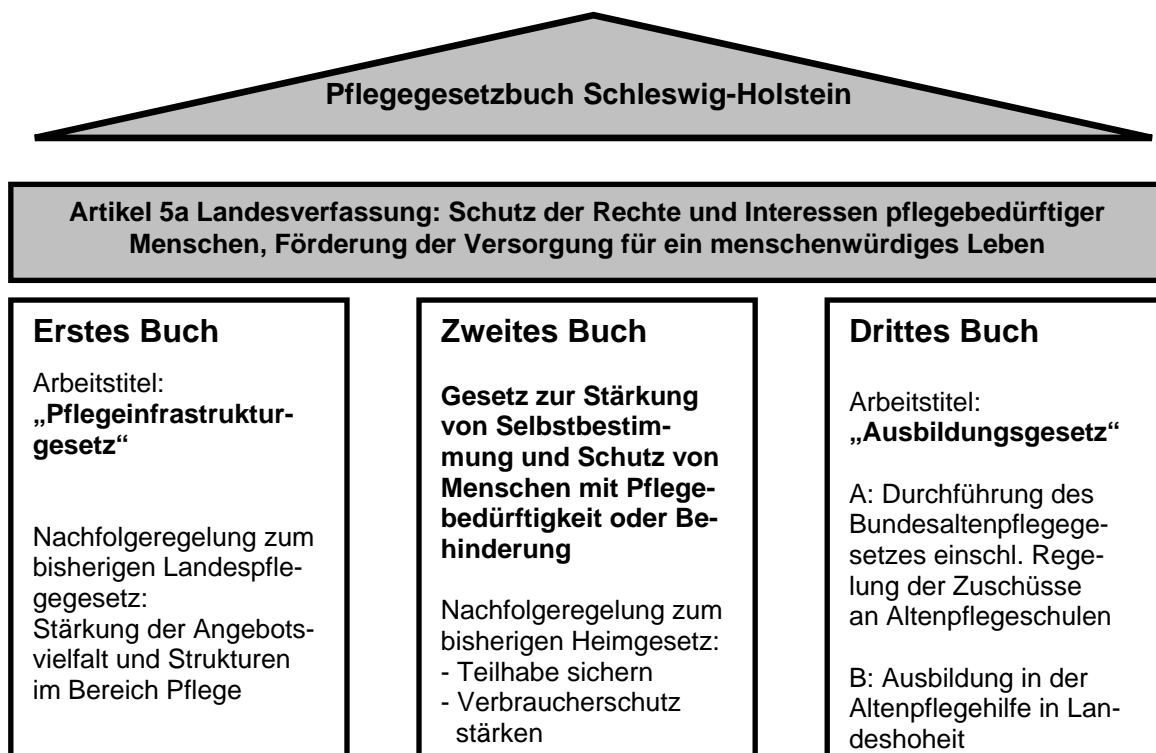 Pflegegesetzbuch Schleswig-Holstein
Artikel 5a Landesverfassung: Schutz der Rechte und Interessen pflegebedürftiger
Menschen, Förderung der Versorgung für ein menschenwürdiges Leben
Erstes Buch
Arbeitstitel:
„Pflegeinfrastruktur-
gesetz“
Nachfolgeregelung zum
bisherigen Landespfle-
gegesetz:
Stärkung der Angebots-
vielfalt und Strukturen
im Bereich Pflege
Zweites Buch
Gesetz zur Stärkung
von Selbstbestim-
mung und Schutz von
Menschen mit Pflege-
bedürftigkeit oder Be-
hinderung
Nachfolgeregelung zum
bisherigen Heimgesetz:
- Teilhabe sichern
- Verbraucherschutz
stärken
Drittes Buch
Arbeitstitel:
„Ausbildungsgesetz“
A: Durchführung des
Bundesaltenpflegege-
setzes einschl. Rege-
lung der Zuschüsse
an Altenpflegeschulen
B: Ausbildung in der
Altenpflegehilfe in Lan-
deshoheit